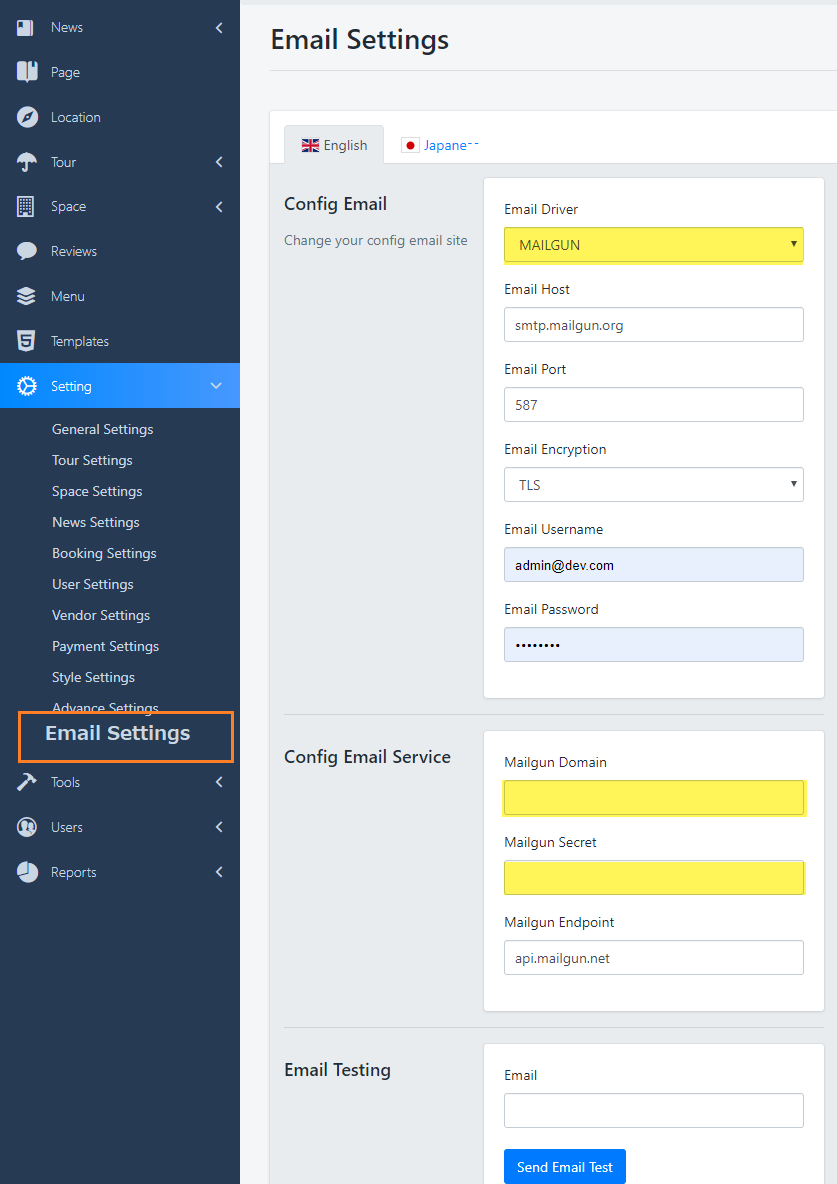 News
Page
Location
Tour
Space
Reviews
Menu
Templates
Setting
General Settings
Tour Settings
Space Settings
News Settings
Booking Settings
User Settings
Vendor Settings
Payment Settings
Style Settings
Advance Settings
Email Settings
Tools
Users
Reports
Email Settings
English
Japane
Config Email
Change your config email site
Email Driver
MAILGUN
Email Host
smtp.mailgun.org
Email Port
587
Email Encryption
TLS
Email Username
admin@dev.com
Email Password
••••••••
Config Email Service
Mailgun Domain
Mailgun Secret
Mailgun Endpoint
api.mailgun.net
Email Testing
Email
Send Email Test